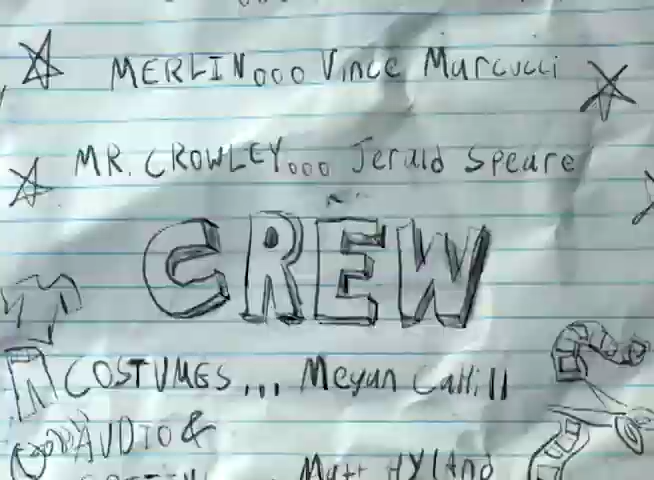 MERLIN... Vince Marcucci
MR. CROWLEY... Jerald Speare
CREW
COSTUMES... Megan Cahill
AUDIO &
Matt HYLAND